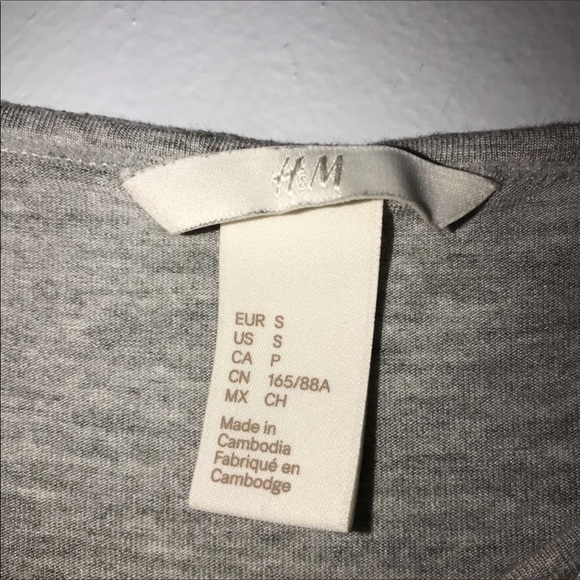 H&M
EUR S
US S
CA P
CN 165/88A
MX CH
Made in
Cambodia
Fabriqué en
Cambodge